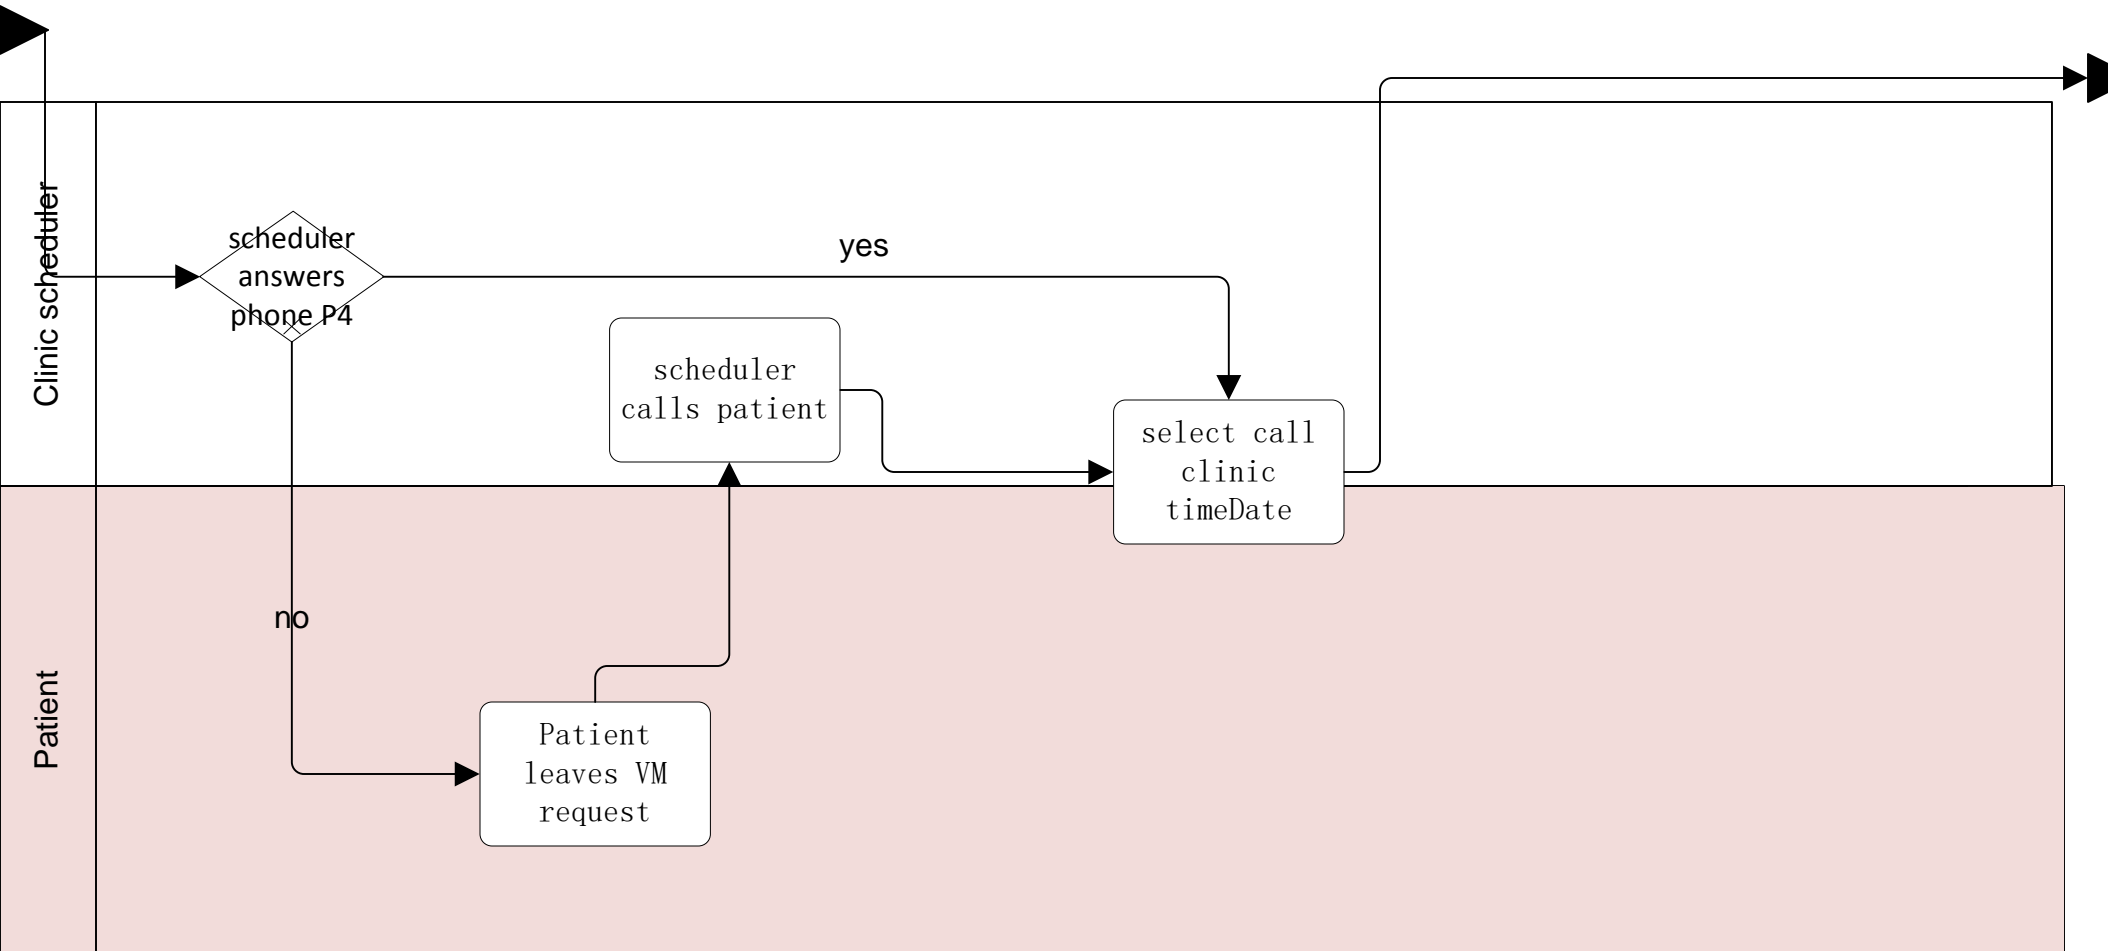 Clinic scheduler
scheduler
answers
phone P4
yes
scheduler
calls patient
select call
clinic
timeDate
no
Patient
Patient
leaves VM
request